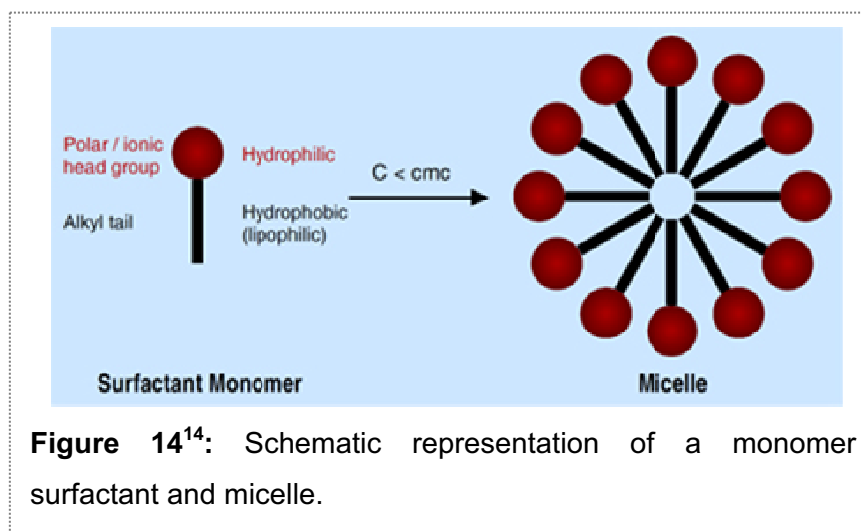 Polar / ionic
head group
Hydrophilic
C < cmc
Alkyl tail
Hydrophobic
(lipophilic)
Surfactant Monomer
Micelle
Figure 14¹⁴: Schematic representation of a monomer
surfactant and micelle.